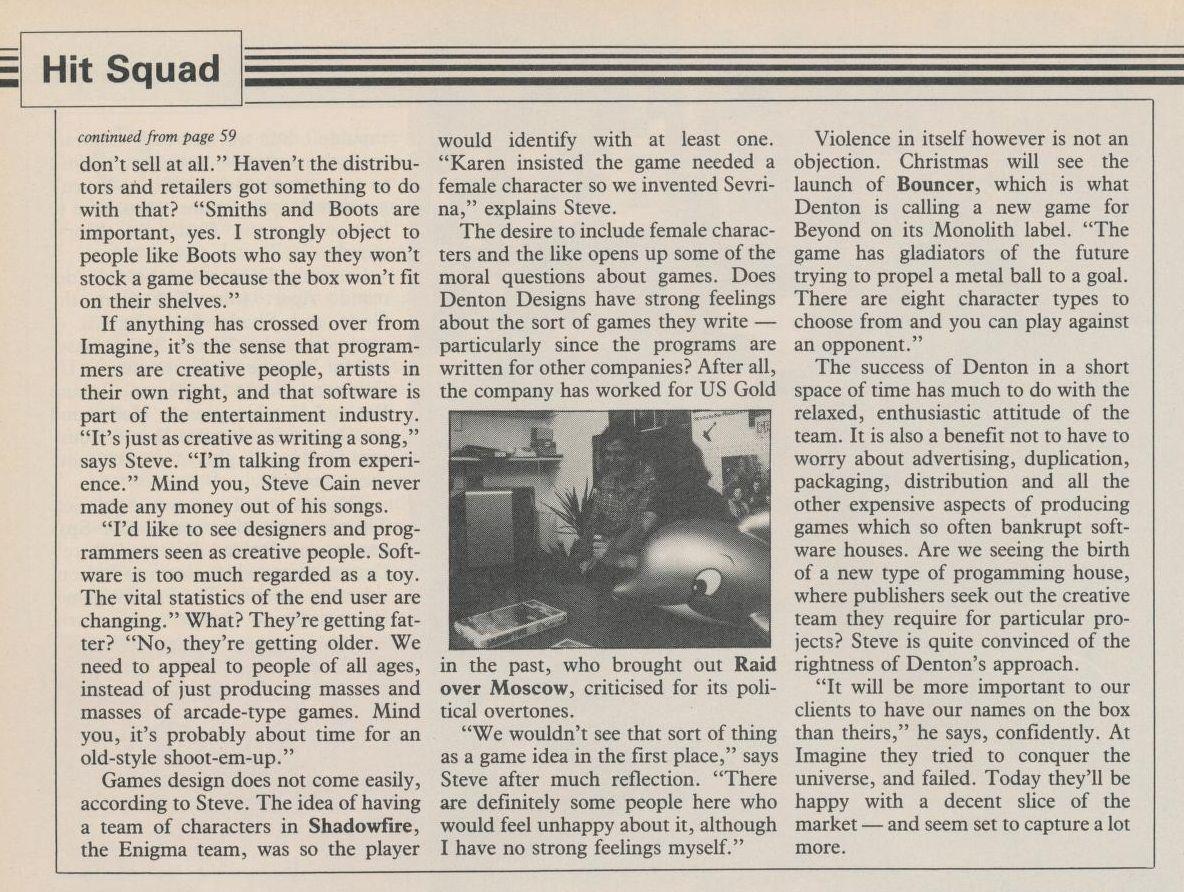 Hit Squad
continued from page 59
don't sell at all." Haven't the distribu-
tors and retailers got something to do
with that? "Smiths and Boots are
important, yes. I strongly object to
people like Boots who say they won't
stock a game because the box won't fit
on their shelves."
If anything has crossed over from
Imagine, it's the sense that program-
mers are creative people, artists in
their own right, and that software is
part of the entertainment industry.
"It's just as creative as writing a song,"
says Steve. "I'm talking from experi-
ence." Mind you, Steve Cain never
made any money out of his songs.
"I'd like to see designers and prog-
rammers seen as creative people. Soft-
ware is too much regarded as a toy.
The vital statistics of the end user are
changing." What? They're getting fat-
ter? "No, they're getting older. We
need to appeal to people of all ages,
instead of just producing masses and
masses of arcade-type games. Mind
you, it's probably about time for an
old-style shoot-em-up."
Games design does not come easily,
according to Steve. The idea of having
a team of characters in Shadowfire,
the Enigma team, was so the player
would identify with at least one.
"Karen insisted the game needed a
female character so we invented Sevri-
na," explains Steve.
The desire to include female charac-
ters and the like opens up some of the
moral questions about games. Does
Denton Designs have strong feelings
about the sort of games they write —
particularly since the programs are
written for other companies? After all,
the company has worked for US Gold
in the past, who brought out Raid
over Moscow, criticised for its poli-
tical overtones.
"We wouldn't see that sort of thing
as a game idea in the first place," says
Steve after much reflection. "There
are definitely some people here who
would feel unhappy about it, although
I have no strong feelings myself."
Violence in itself however is not an
objection. Christmas will see the
launch of Bouncer, which is what
Denton is calling a new game for
Beyond on its Monolith label. "The
game has gladiators of the future
trying to propel a metal ball to a goal.
There are eight character types to
choose from and you can play against
an opponent."
The success of Denton in a short
space of time has much to do with the
relaxed, enthusiastic attitude of the
team. It is also a benefit not to have to
worry about advertising, duplication,
packaging, distribution and all the
other expensive aspects of producing
games which so often bankrupt soft-
ware houses. Are we seeing the birth
of a new type of progamming house,
where publishers seek out the creative
team they require for particular pro-
jects? Steve is quite convinced of the
rightness of Denton's approach.
"It will be more important to our
clients to have our names on the box
than theirs," he says, confidently. At
Imagine they tried to conquer the
universe, and failed. Today they'll be
happy with a decent slice of the
market — and seem set to capture a lot
more.